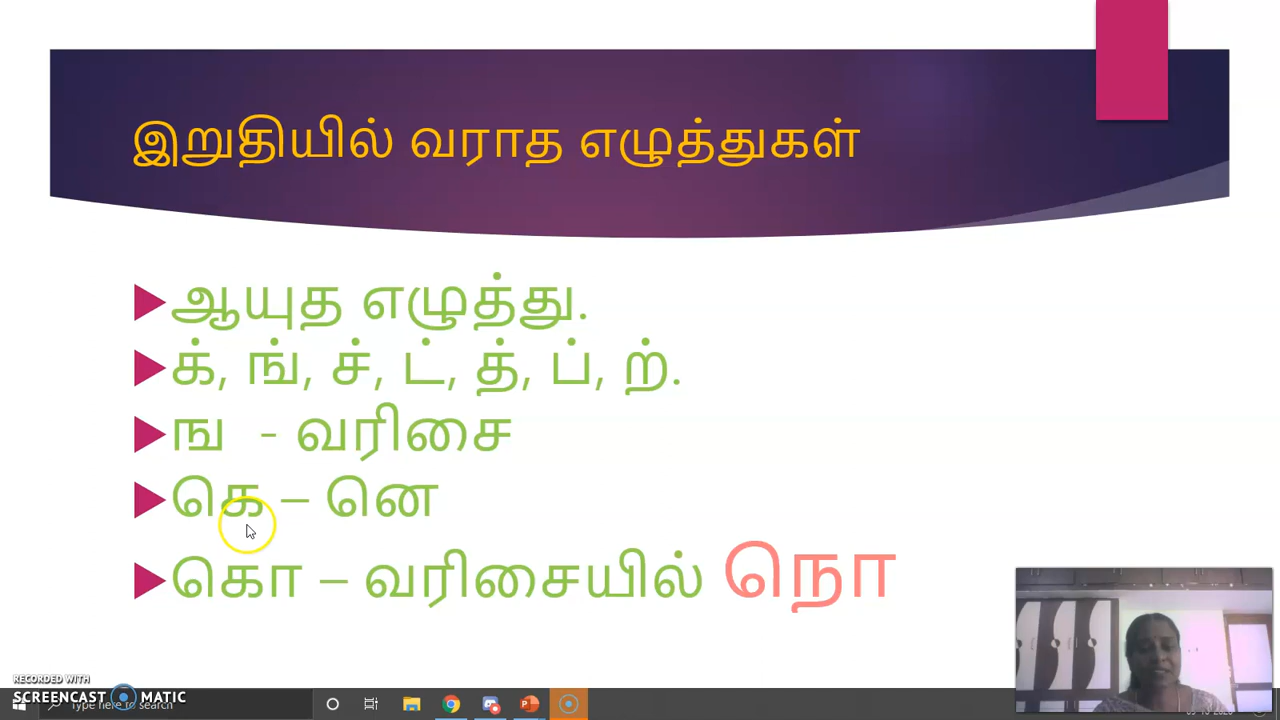 இறுதியில் வராத எழுத்துகள்
ஆயுத எழுத்து.
க், ங், ச், ட், த், ப், ற்.
ங - வரிசை
கெ – னெ
கொ – வரிசையில் நொ
RECORDED WITH
SCREENCAST MATIC
Type here to search